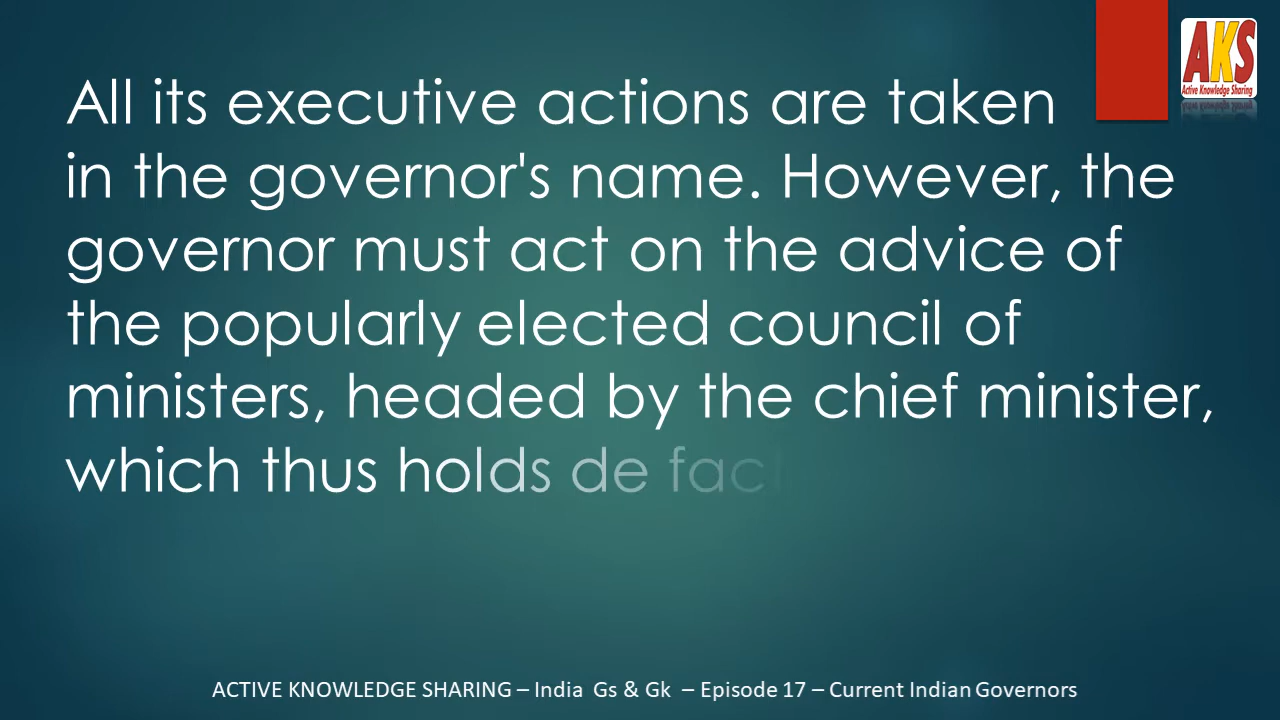 All its executive actions are taken
in the governor's name. However, the
governor must act on the advice of
the popularly elected council of
ministers, headed by the chief minister,
which thus holds de fac
AKS
Active Knowledge Sharing
ACTIVE KNOWLEDGE SHARING – India Gs & Gk – Episode 17 – Current Indian Governors